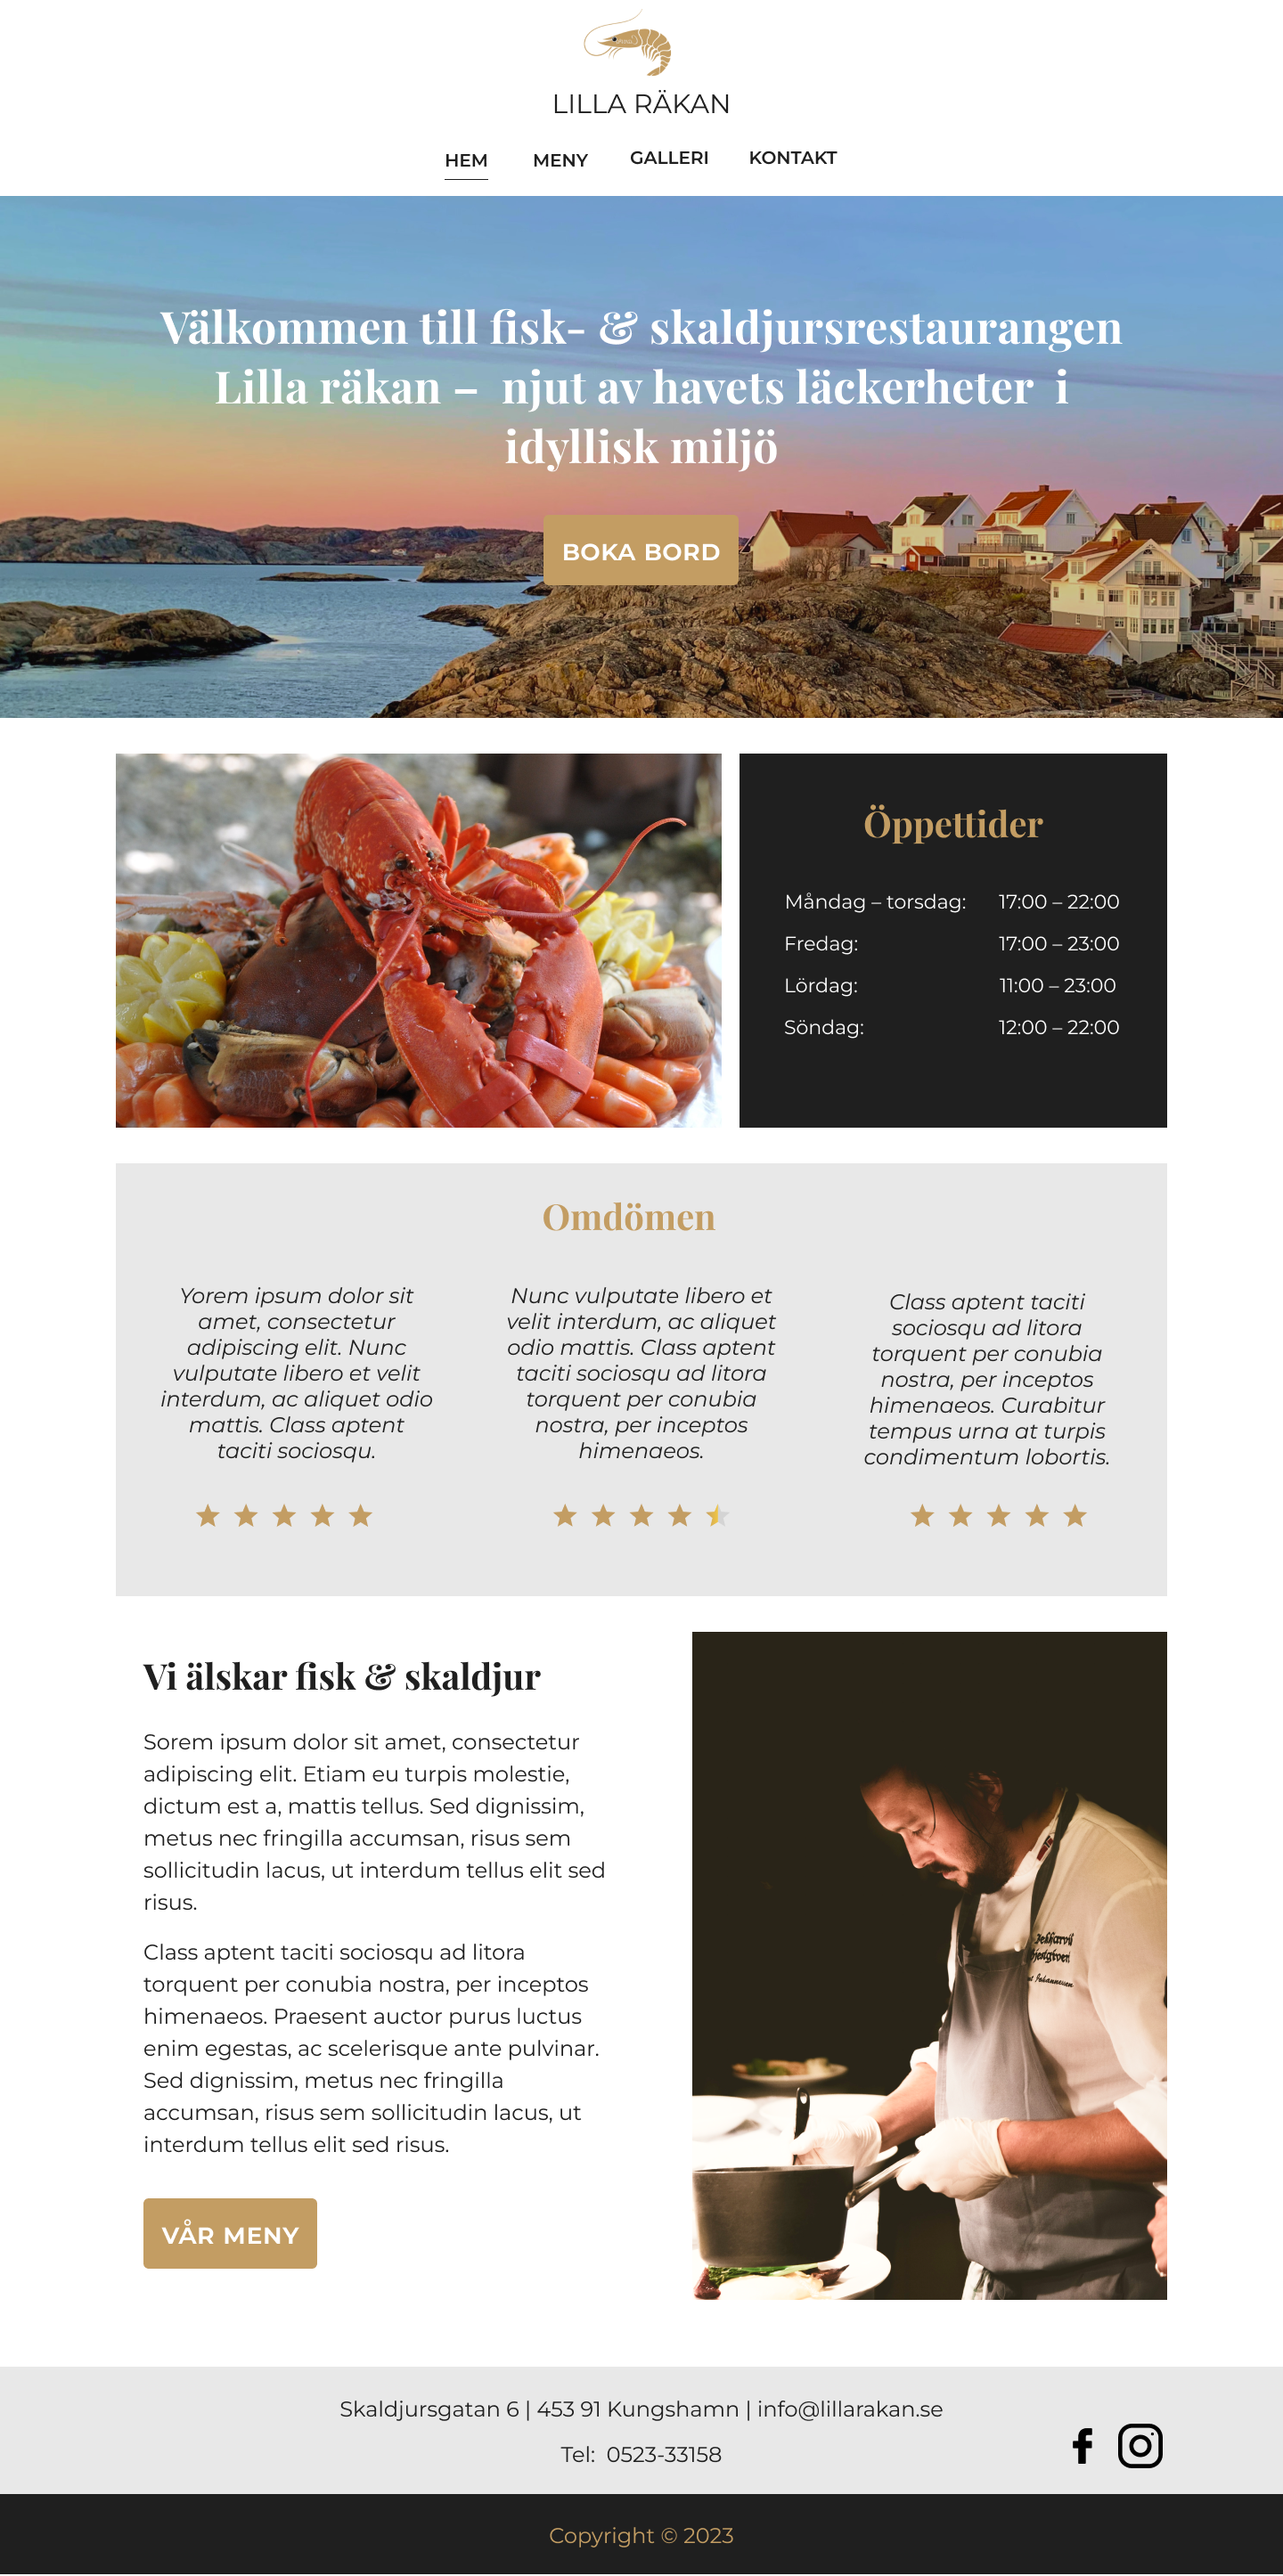 LILLA RÄKAN
HEM MENY GALLERI KONTAKT
Välkommen till fisk- & skaldjursrestaurangen
Lilla räkan – njut av havets läckerheter i
idyllisk miljö
BOKA BORD
Öppettider
Måndag – torsdag: 17:00 – 22:00
Fredag: 17:00 – 23:00
Lördag: 11:00 – 23:00
Söndag: 12:00 – 22:00
Omdömen
Yorem ipsum dolor sit
amet, consectetur
adipiscing elit. Nunc
vulputate libero et velit
interdum, ac aliquet odio
mattis. Class aptent
taciti sociosqu.
Nunc vulputate libero et
velit interdum, ac aliquet
odio mattis. Class aptent
taciti sociosqu ad litora
torquent per conubia
nostra, per inceptos
himenaeos.
Class aptent taciti
sociosqu ad litora
torquent per conubia
nostra, per inceptos
himenaeos. Curabitur
tempus urna at turpis
condimentum lobortis.
Vi älskar fisk & skaldjur
Sorem ipsum dolor sit amet, consectetur
adipiscing elit. Etiam eu turpis molestie,
dictum est a, mattis tellus. Sed dignissim,
metus nec fringilla accumsan, risus sem
sollicitudin lacus, ut interdum tellus elit sed
risus.
Class aptent taciti sociosqu ad litora
torquent per conubia nostra, per inceptos
himenaeos. Praesent auctor purus luctus
enim egestas, ac scelerisque ante pulvinar.
Sed dignissim, metus nec fringilla
accumsan, risus sem sollicitudin lacus, ut
interdum tellus elit sed risus.
VÅR MENY
Skaldjursgatan 6 | 453 91 Kungshamn | info@lillarakan.se
Tel: 0523-33158
Copyright © 2023